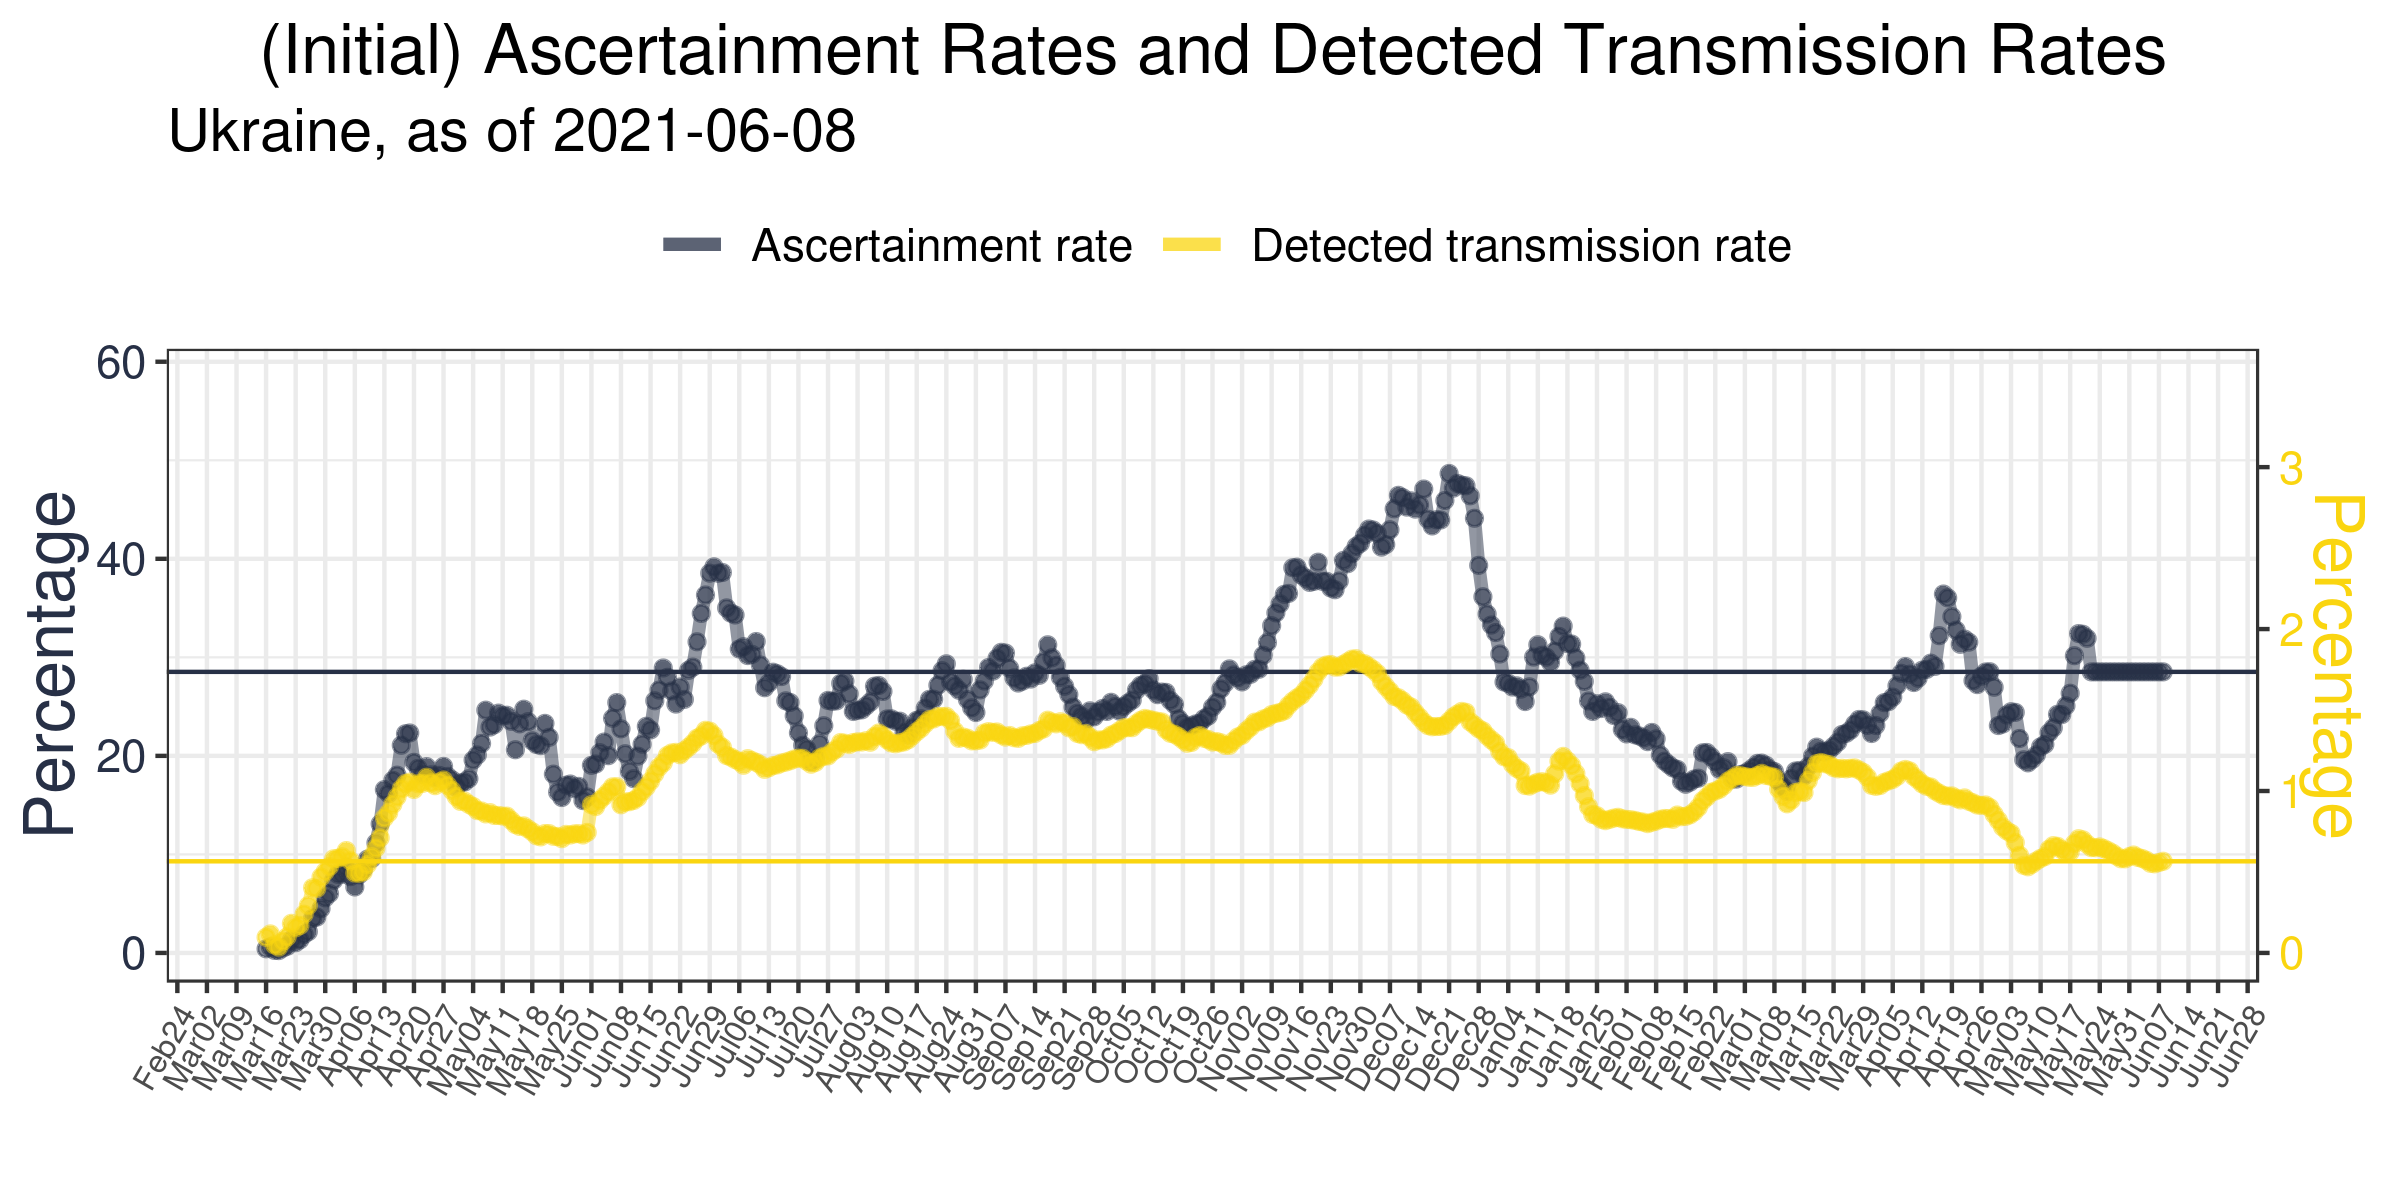 (Initial) Ascertainment Rates and Detected Transmission Rates
Ukraine, as of 2021-06-08
Ascertainment rate Detected transmission rate
Percentage
60
40
20
0
3
2
1
0
Percentage
Feb24 Mar02 Mar09 Mar16 Mar23 Mar30 Apr06 Apr13 Apr20 Apr27 May04 May11 May18 May25 Jun01 Jun08 Jun15 Jun22 Jun29 Jul06 Jul13 Jul20 Jul27 Aug03 Aug10 Aug17 Aug24 Aug31 Sep07 Sep14 Sep21 Sep28 Oct05 Oct12 Oct19 Oct26 Nov02 Nov09 Nov16 Nov23 Nov30 Dec07 Dec14 Dec21 Dec28 Jan04 Jan11 Jan18 Jan25 Feb01 Feb08 Feb15 Feb22 Mar01 Mar08 Mar15 Mar22 Mar29 Apr05 Apr12 Apr19 Apr26 May03 May10 May17 May24 May31 Jun07 Jun14 Jun21 Jun28